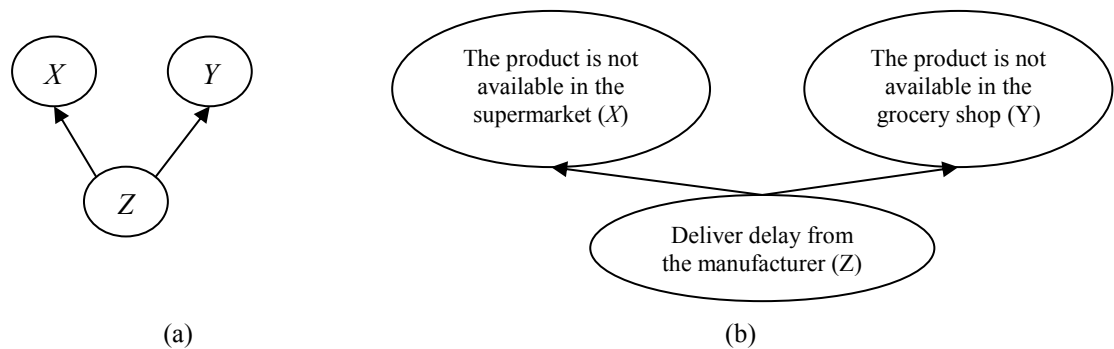 X
Y
Z
(a)
The product is not
available in the
supermarket (X)
The product is not
available in the
grocery shop (Y)
Deliver delay from
the manufacturer (Z)
(b)